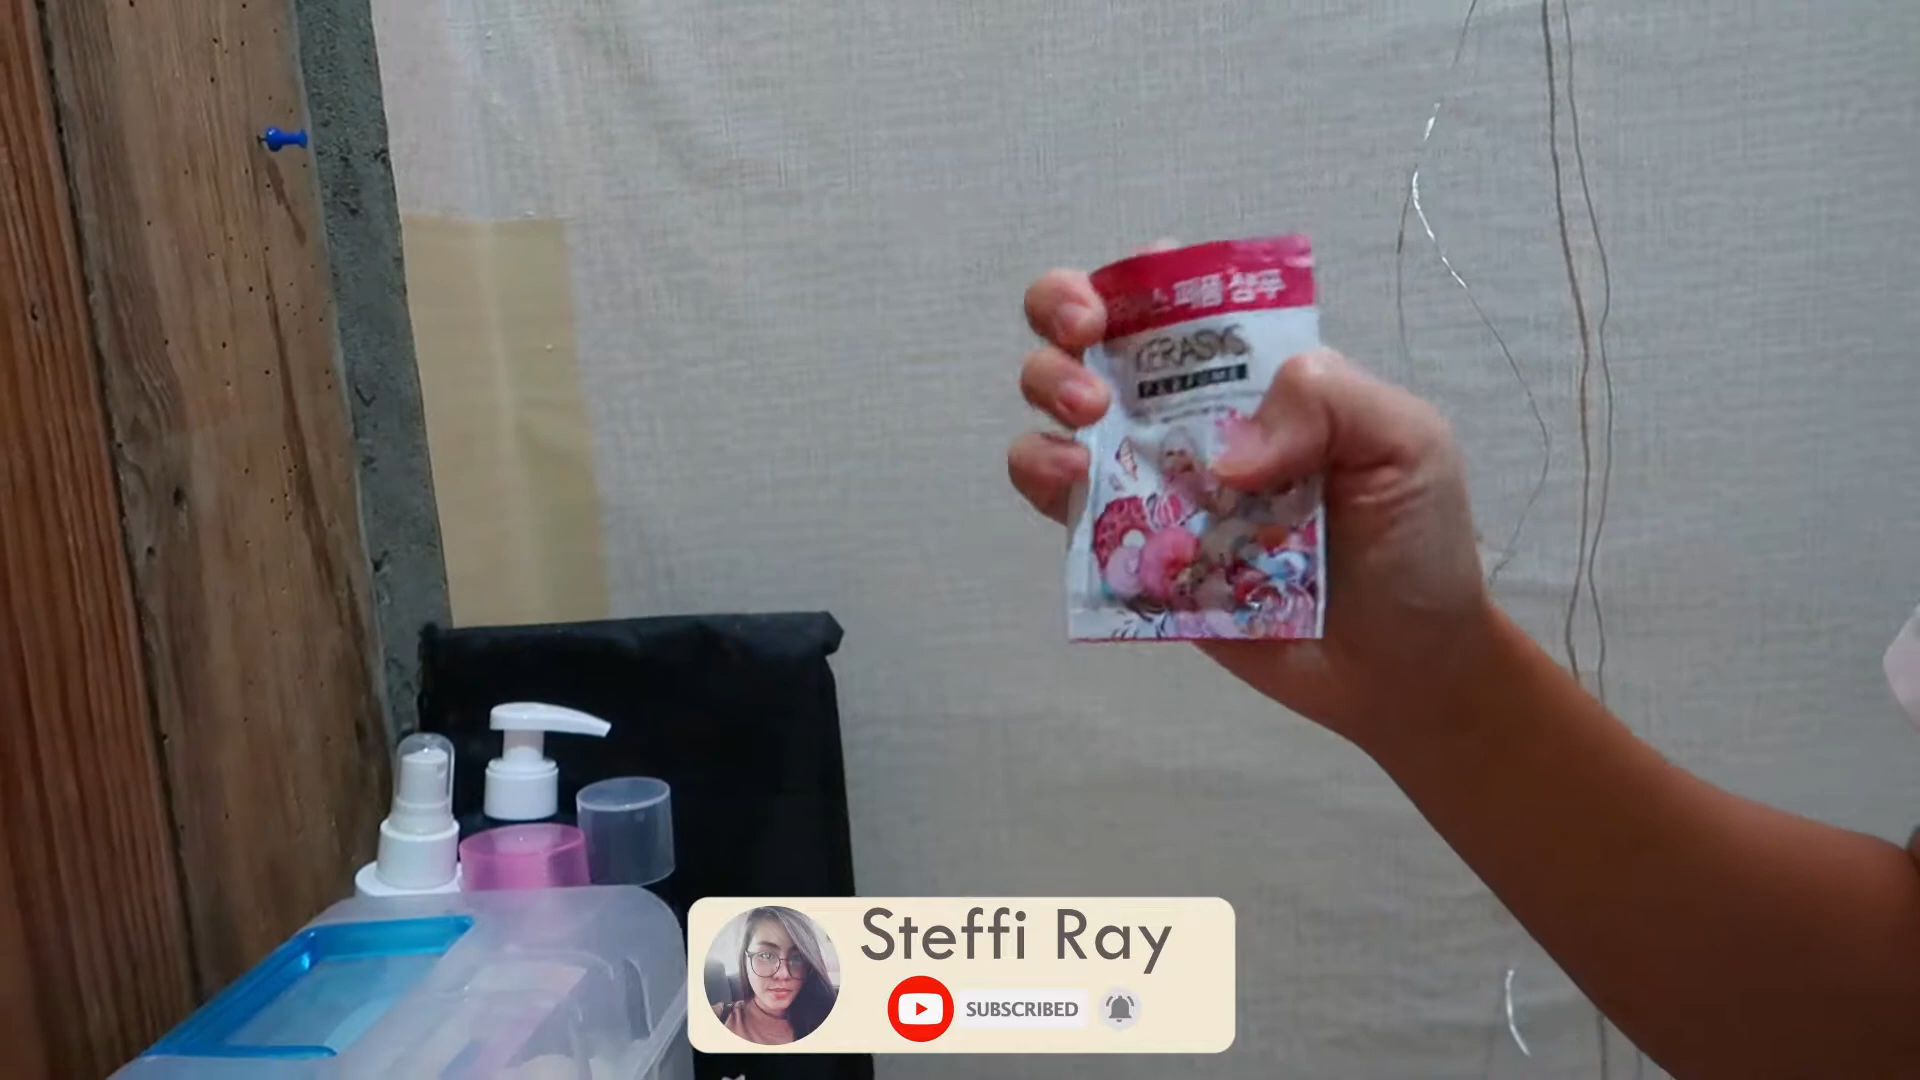 퍼퓸 샴푸
KERASYS
PERFUME
Steffi Ray
SUBSCRIBED